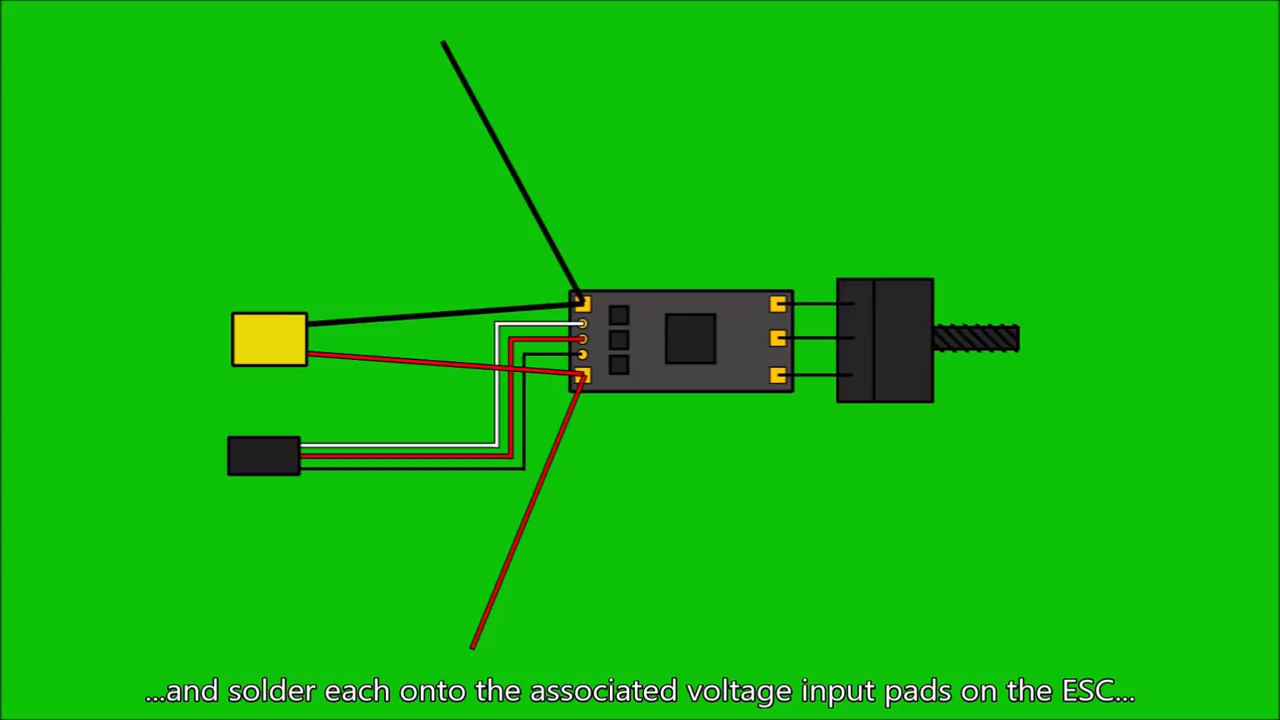 ...and solder each onto the associated voltage input pads on the ESC...